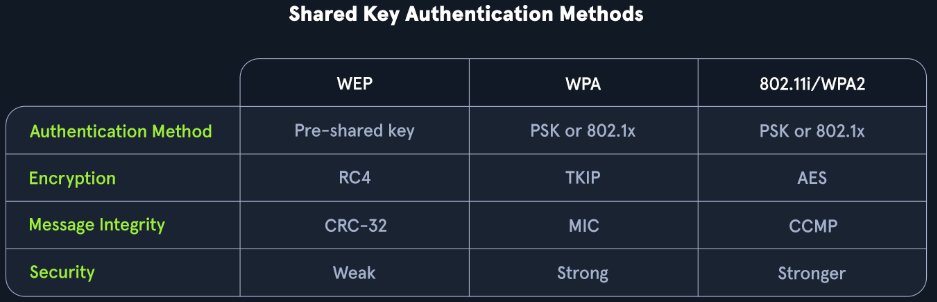 Shared Key Authentication Methods
WEP WPA 802.11i/WPA2
Authentication Method Pre-shared key PSK or 802.1x PSK or 802.1x
Encryption RC4 TKIP AES
Message Integrity CRC-32 MIC CCMP
Security Weak Strong Stronger